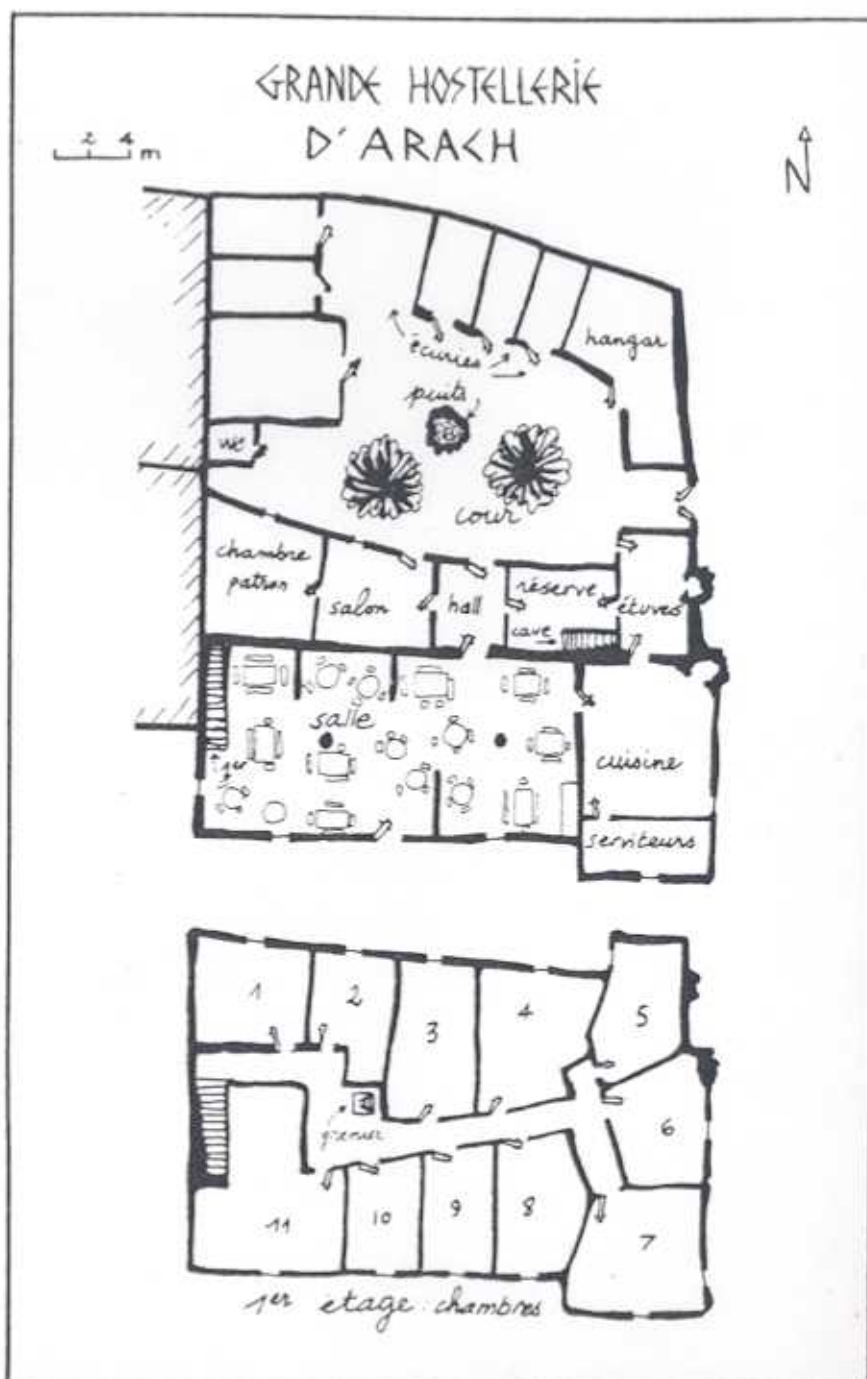 GRANDE HOSTELLERIE
D'ARACH
2 4
m
N
hangar
écuries
puits
wc
cour
chambre
patron
salon
hall
réserve
cave
étuves
salle
1er
cuisine
serviteurs
1
2
3
4
5
6
grenier
11
10
9
8
7
1er étage : chambres